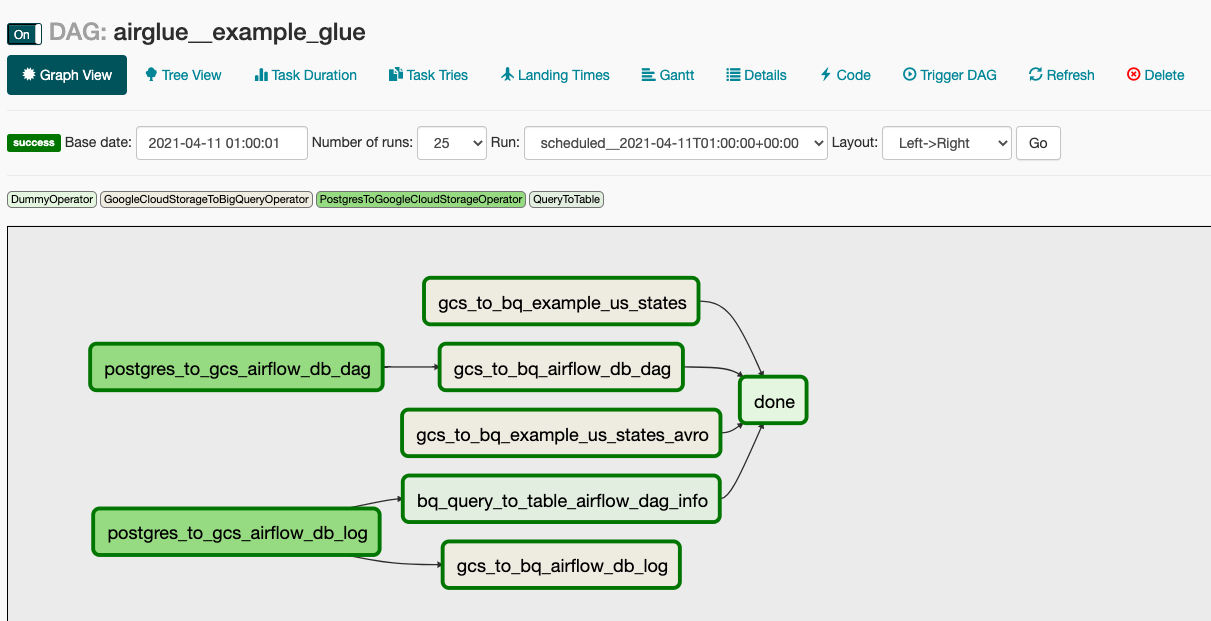 On DAG: airglue__example_glue
Graph View Tree View Task Duration Task Tries Landing Times Gantt Details Code Trigger DAG Refresh Delete
success Base date: 2021-04-11 01:00:01 Number of runs: 25 Run: scheduled__2021-04-11T01:00:00+00:00 Layout: Left->Right Go
DummyOperator GoogleCloudStorageToBigQueryOperator PostgresToGoogleCloudStorageOperator QueryToTable
gcs_to_bq_example_us_states
postgres_to_gcs_airflow_db_dag gcs_to_bq_airflow_db_dag
done
gcs_to_bq_example_us_states_avro
bq_query_to_table_airflow_dag_info
postgres_to_gcs_airflow_db_log
gcs_to_bq_airflow_db_log